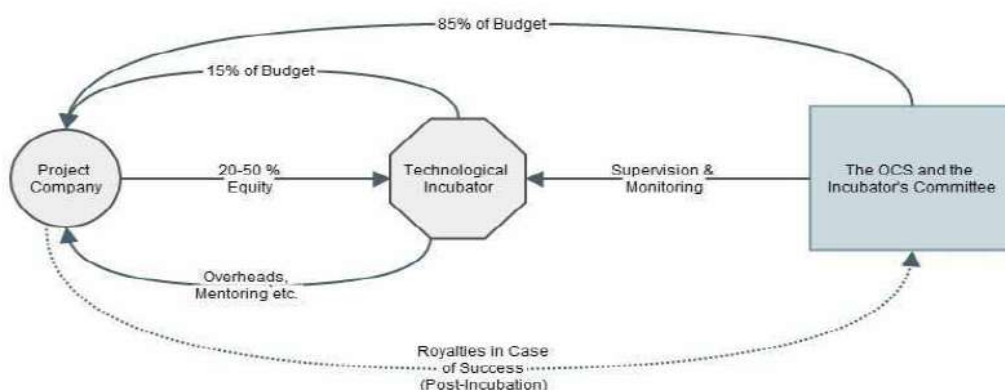 85% of Budget
15% of Budget
Project
Company
20-50 %
Equity
Technological
Incubator
Supervision &
Monitoring
The OCS and the
Incubator's Committee
Overheads,
Mentoring etc.
Royalties in Case
of Success
(Post-Incubation)